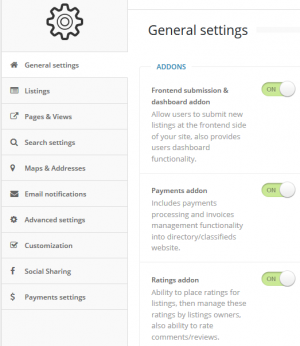 General settings
Listings
Pages & Views
Search settings
Maps & Addresses
Email notifications
Advanced settings
Customization
Social Sharing
Payments settings
General settings
ADDONS
Frontend submission &
dashboard addon
ON
Allow users to submit new
listings at the frontend side
of your site, also provides
users dashboard
functionality.
Payments addon
ON
Includes payments
processing and invoices
management functionality
into directory/classifieds
website.
Ratings addon
ON
Ability to place ratings for
listings, then manage these
ratings by listings owners,
also ability to rate
comments/reviews.